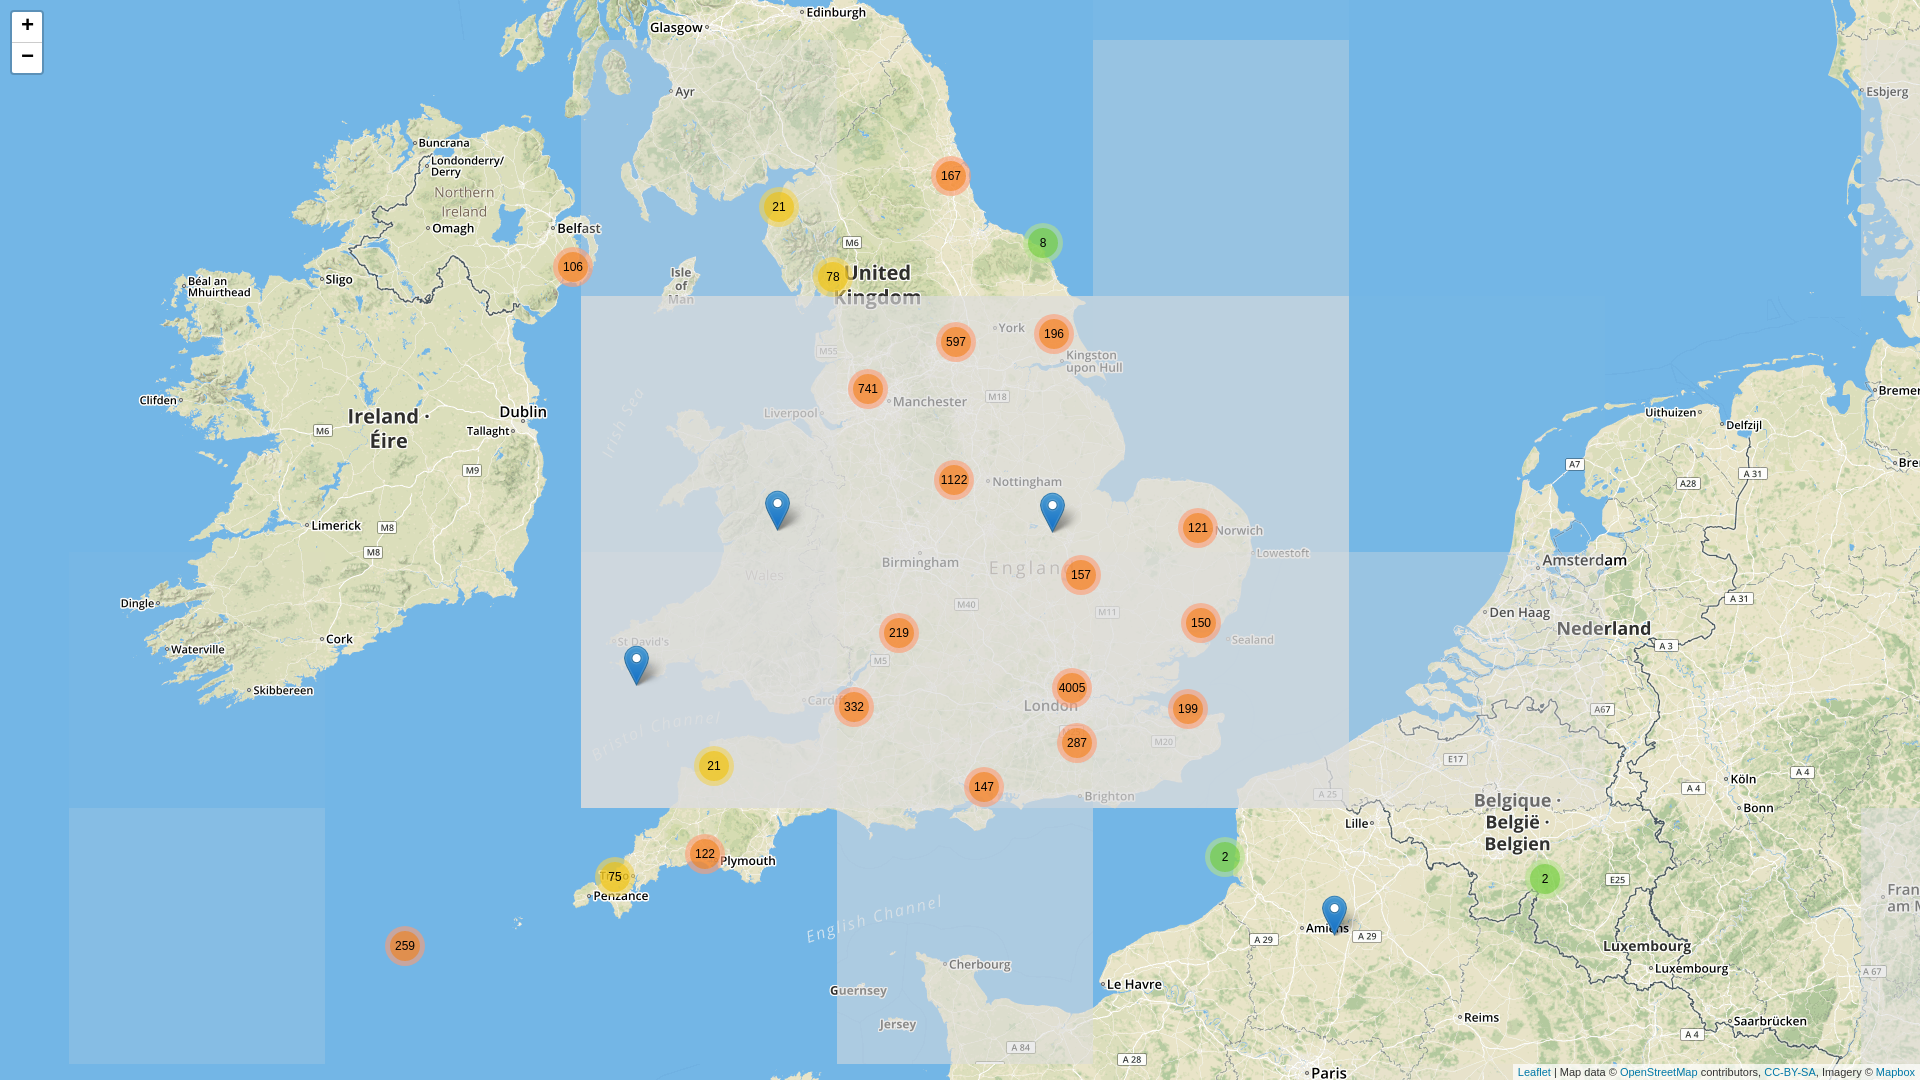 +
−
Edinburgh
Glasgow
Ayr
Esbjerg
Buncrana
Londonderry/
Derry
Northern
Ireland
Omagh
Belfast
167
21
M6
8
106
78
United
Kingdom
Isle
of
Man
Sligo
Béal an
Mhuirthead
York
196
597
M55
Kingston
upon Hull
741
Manchester
M18
Liverpool
Irish Sea
Clifden
Ireland ·
Éire
Dublin
Tallaght
M6
M9
Bremer
Uithuizen
Delfzijl
Bre
A7
A 31
A28
1122
Nottingham
Limerick
M8
M8
121
Norwich
Lowestoft
Birmingham
Wales
Englan
157
Amsterdam
A 31
Den Haag
Nederland
A 3
Dingle
Cork
Waterville
Skibbereen
M40
M11
219
150
Sealand
St David's
M5
4005
London
Cardi
332
199
287
M20
Bristol Channel
A67
E17
21
147
Brighton
A 25
Köln
A 4
A 4
Bonn
Belgique ·
België ·
Belgien
Lille
122
Plymouth
75
Penzance
2
2
E25
Fran
am M
English Channel
Amiens
A 29
A 29
259
Luxembourg
Luxembourg
A 67
Cherbourg
Guernsey
Le Havre
Jersey
Reims
Saarbrücken
A 84
A 28
A 4
Paris
Leaflet | Map data © OpenStreetMap contributors, CC-BY-SA, Imagery © Mapbox